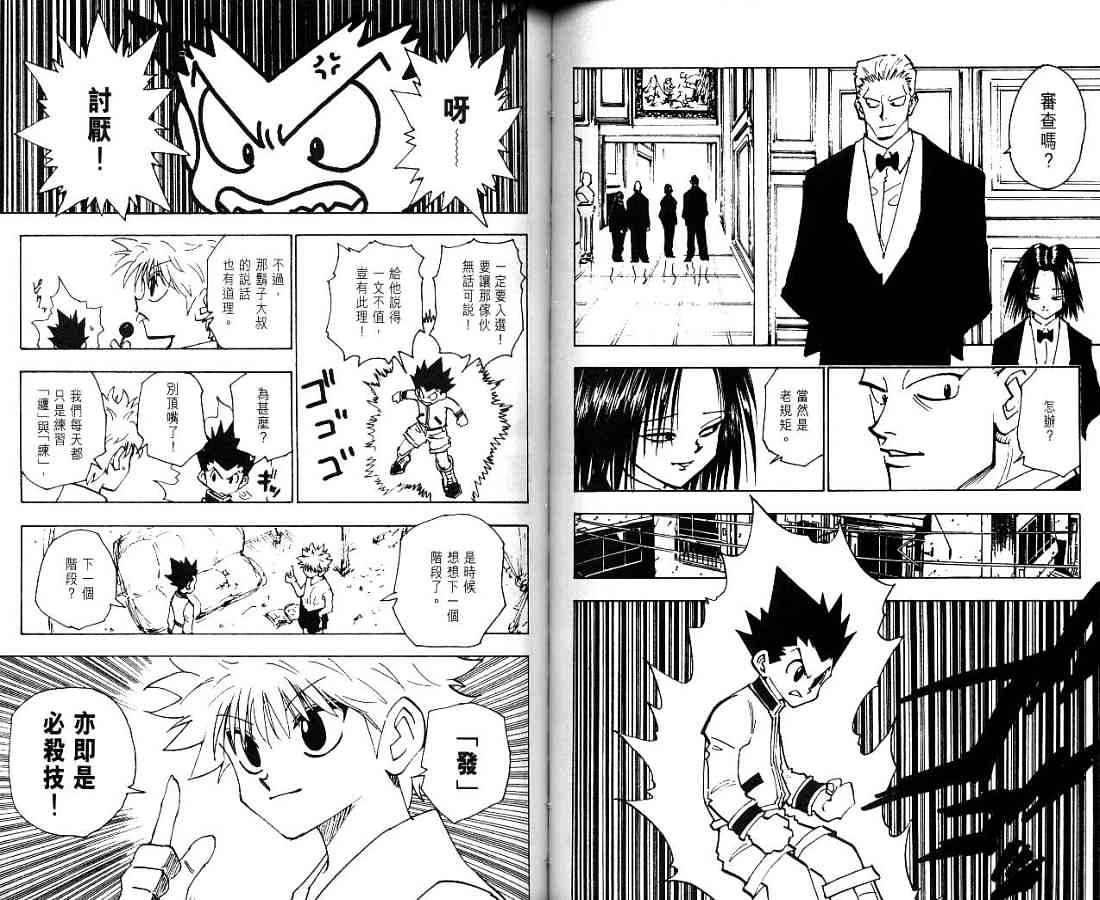 審查嗎?
怎辦?
當然是
老規矩。
呀~~~
討厭!
一定要入選!
要讓那傢伙
無話可說!
給他說得
一文不值,
豈有此理!
ゴゴゴ
不過,
那鬍子大叔
的說話
也有道理。
為甚麼?
別頂嘴了!
我們每天都
只是練習
「纏」與「練」,
是時候
想想下一個
階段了。
下一個
階段?
「發」
亦即是
必殺技!